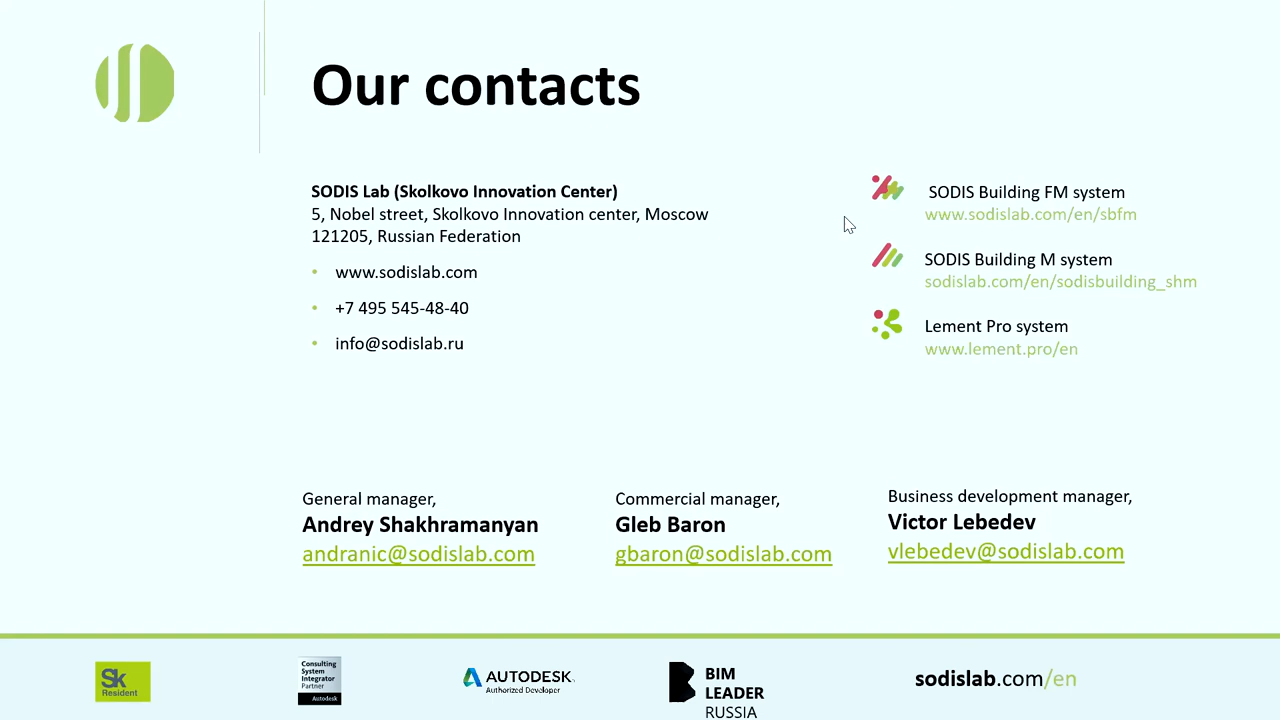 Our contacts
SODIS Lab (Skolkovo Innovation Center)
5, Nobel street, Skolkovo Innovation center, Moscow
121205, Russian Federation
• www.sodislab.com
• +7 495 545-48-40
• info@sodislab.ru
SODIS Building FM system
www.sodislab.com/en/sbfm
SODIS Building M system
sodislab.com/en/sodisbuilding_shm
Lement Pro system
www.lement.pro/en
General manager,
Andrey Shakhramanyan
andranic@sodislab.com
Commercial manager,
Gleb Baron
gbaron@sodislab.com
Business development manager,
Victor Lebedev
vlebedev@sodislab.com
Sk
Resident
Consulting
System
Integrator
Partner
Autodesk
AUTODESK
Authorized Developer
BIM
LEADER
RUSSIA
sodislab.com/en